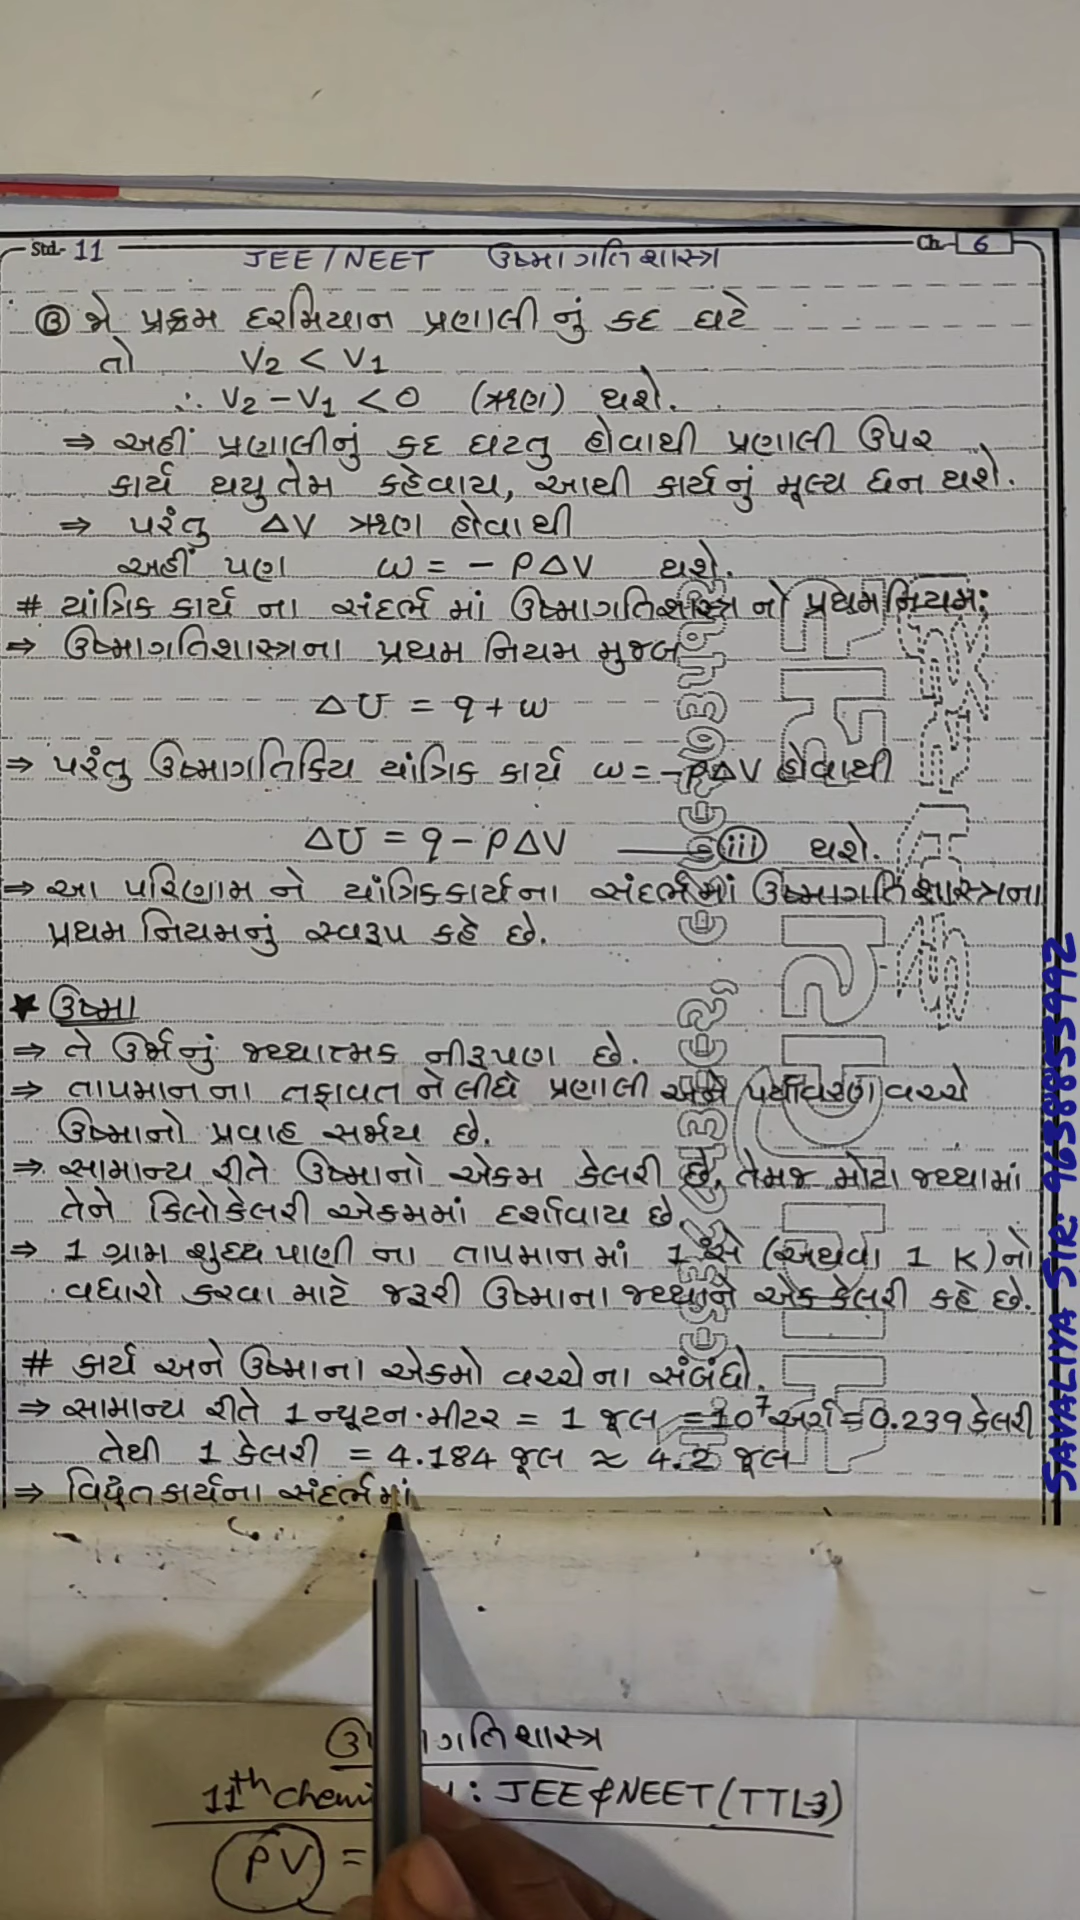 Std- 11 JEE/NEET ઉષ્માગતિશાસ્ત્ર Ch. 6
Ⓑ જો પ્રક્રમ દરમિયાન પ્રણાલીનું કદ ઘટે
તો V₂ < V₁
∴ V₂ – V₁ < 0 (ઋણ) થશે.
⇒ અહીં પ્રણાલીનું કદ ઘટતુ હોવાથી પ્રણાલી ઉપર
કાર્ય થયુ તેમ કહેવાય, આથી કાર્યનું મૂલ્ય ધન થશે.
⇒ પરંતુ ΔV ઋણ હોવાથી
અહીં પણ ω = – PΔV થશે.
# યાંત્રિક કાર્ય ના સંદર્ભ માં ઉષ્માગતિશાસ્ત્ર નો પ્રથમ નિયમ:
⇒ ઉષ્માગતિશાસ્ત્રના પ્રથમ નિયમ મુજબ
ΔU = q + ω
⇒ પરંતુ ઉષ્માગતિકિય યાંત્રિક કાર્ય ω = –PΔV હોવાથી
ΔU = q – PΔV —— (iii) થશે.
⇒ આ પરિણામ ને યાંત્રિકકાર્યના સંદર્ભમાં ઉષ્માગતિશાસ્ત્રના
પ્રથમ નિયમનું સ્વરૂપ કહે છે.
★ ઉષ્મા
⇒ તે ઉર્જાનું જથ્થાત્મક નીરૂપણ છે.
⇒ તાપમાન ના તફાવત ને લીધે પ્રણાલી અને પર્યાવરણ વચ્ચે
ઉષ્માનો પ્રવાહ સર્જાય છે.
⇒ સામાન્ય રીતે ઉષ્માનો એકમ કેલરી છે, તેમજ મોટા જથ્થામાં
તેને કિલોકેલરી એકમમાં દર્શાવાય છે.
⇒ 1 ગ્રામ શુધ્ધ પાણી ના તાપમાન માં 1° સે (અથવા 1 K) નો
વધારો કરવા માટે જરૂરી ઉષ્માના જથ્થાને એક કેલરી કહે છે.
# કાર્ય અને ઉષ્માના એકમો વચ્ચેના સંબંધો.
⇒ સામાન્ય રીતે 1 ન્યૂટન·મીટર = 1 જૂલ = 10⁷ અર્ગ = 0.239 કેલરી
તેથી 1 કેલરી = 4.184 જૂલ ≈ 4.2 જૂલ
⇒ વિદ્યુતકાર્યના સંદર્ભમાં
SAVALIYA SIR: 9638853992
11th : JEE & NEET (TTL-3)
PV =